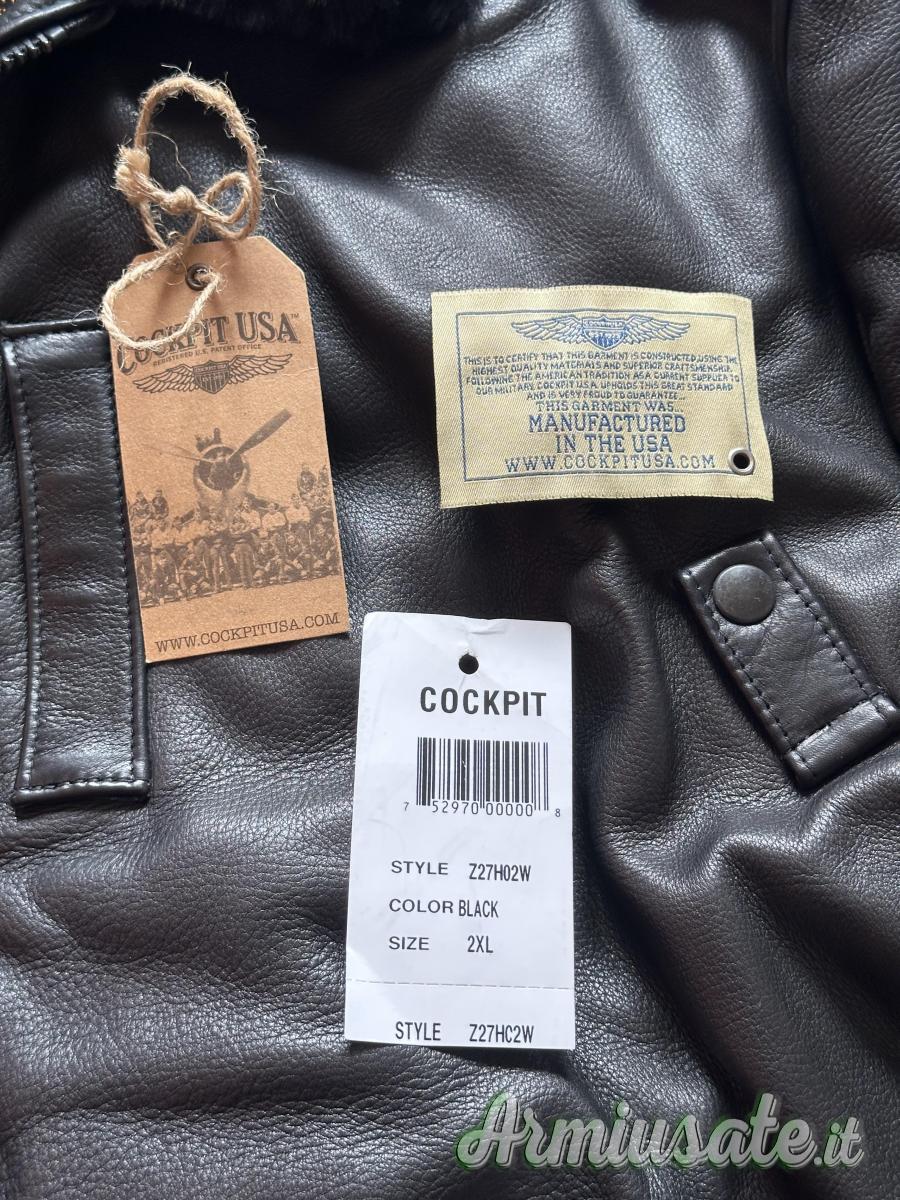 COCKPIT USA™
REGISTERED U.S. PATENT OFFICE
WWW.COCKPITUSA.COM
THIS IS TO CERTIFY THAT THIS GARMENT IS CONSTRUCTED USING THE
HIGHEST QUALITY MATERIALS AND SUPERIOR CRAFTSMENSHIP.
FOLLOWING THE AMERICAN TRADITION AS A CURRENT SUPPLIER TO
OUR MILITARY, COCKPIT U.S.A. UPHOLDS THIS GREAT STANDARD
AND IS VERY PROUD TO GUARANTEE...
THIS GARMENT WAS...
MANUFACTURED
IN THE USA
WWW.COCKPITUSA.COM
COCKPIT
7 52970 00000 8
STYLE Z27H02W
COLOR BLACK
SIZE 2XL
STYLE Z27HC2W
Armiusate.it